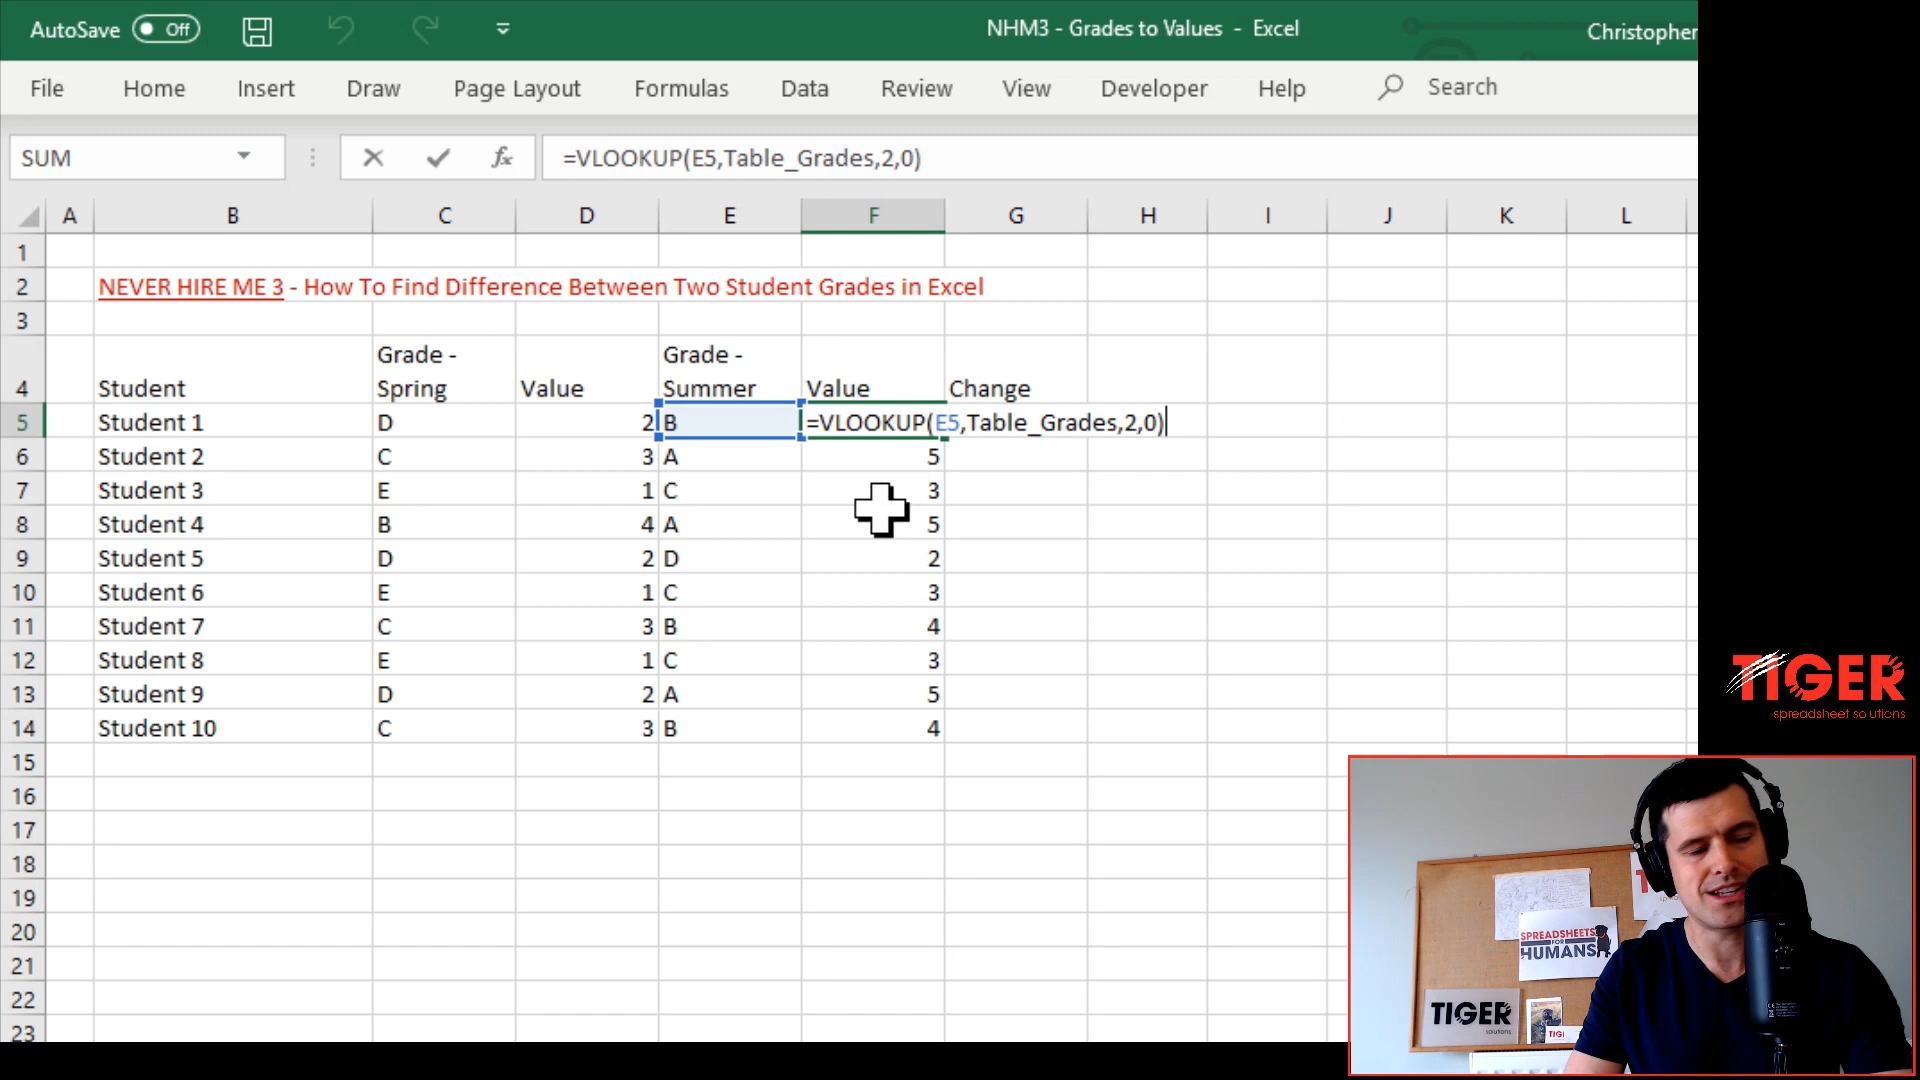 AutoSave Off NHM3 - Grades to Values - Excel Christopher
File Home Insert Draw Page Layout Formulas Data Review View Developer Help Search
SUM fx =VLOOKUP(E5,Table_Grades,2,0)
A B C D E F G H I J K L
1
2 NEVER HIRE ME 3 - How To Find Difference Between Two Student Grades in Excel
3
4 Student Grade - Spring Value Grade - Summer Value Change
5 Student 1 D 2 B =VLOOKUP(E5,Table_Grades,2,0)
6 Student 2 C 3 A 5
7 Student 3 E 1 C 3
8 Student 4 B 4 A 5
9 Student 5 D 2 D 2
10 Student 6 E 1 C 3
11 Student 7 C 3 B 4
12 Student 8 E 1 C 3
13 Student 9 D 2 A 5
14 Student 10 C 3 B 4
15
16
17
18
19
20
21
22
23
TIGER
spreadsheet solutions
SPREADSHEETS
FOR
HUMANS
TIGER
solutions
TIGI